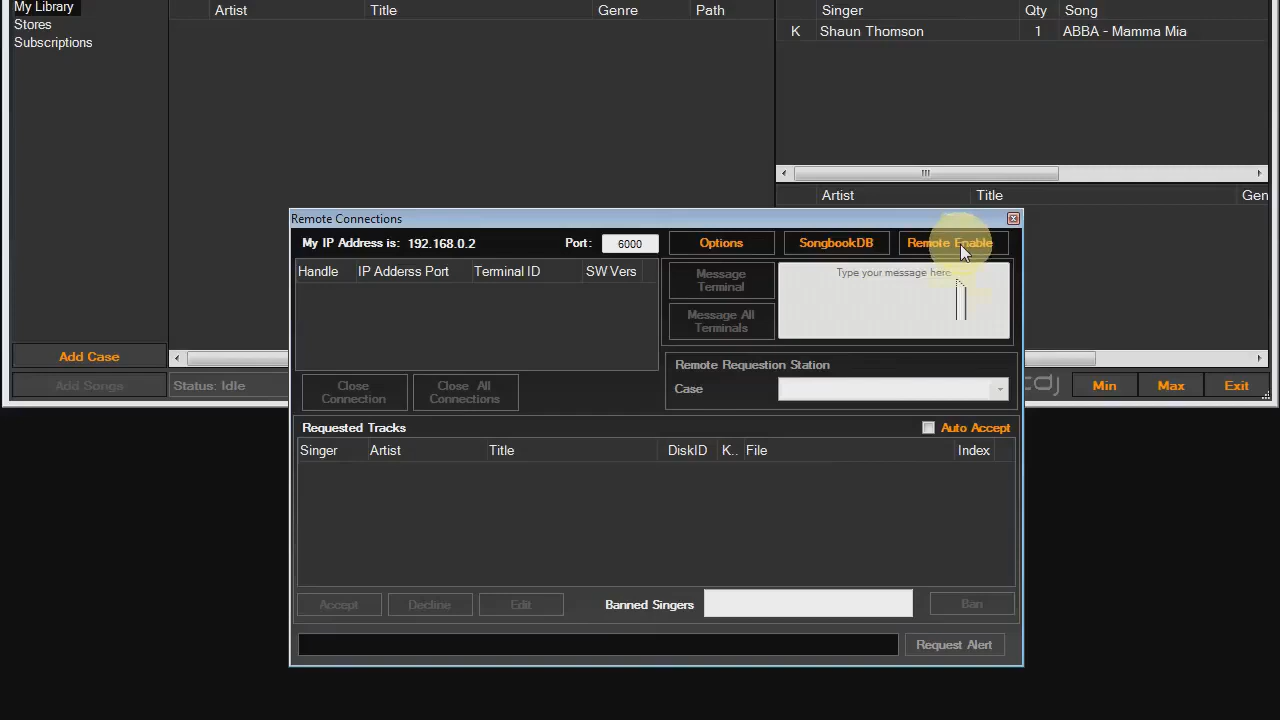 My Library
Stores
Subscriptions
Artist Title Genre Path
Singer Qty Song
K Shaun Thomson 1 ABBA - Mamma Mia
Artist Title Gen
Remote Connections
My IP Address is: 192.168.0.2 Port: 6000 Options SongbookDB Remote Enable
Handle IP Adderss Port Terminal ID SW Vers
Message
Terminal
Type your message here
Message All
Terminals
Add Case
Add Songs Status: Idle
Remote Requestion Station
Case
cdj Min Max Exit
Close
Connection
Close All
Connections
Requested Tracks Auto Accept
Singer Artist Title DiskID K.. File Index
Accept Decline Edit Banned Singers Ban
Request Alert